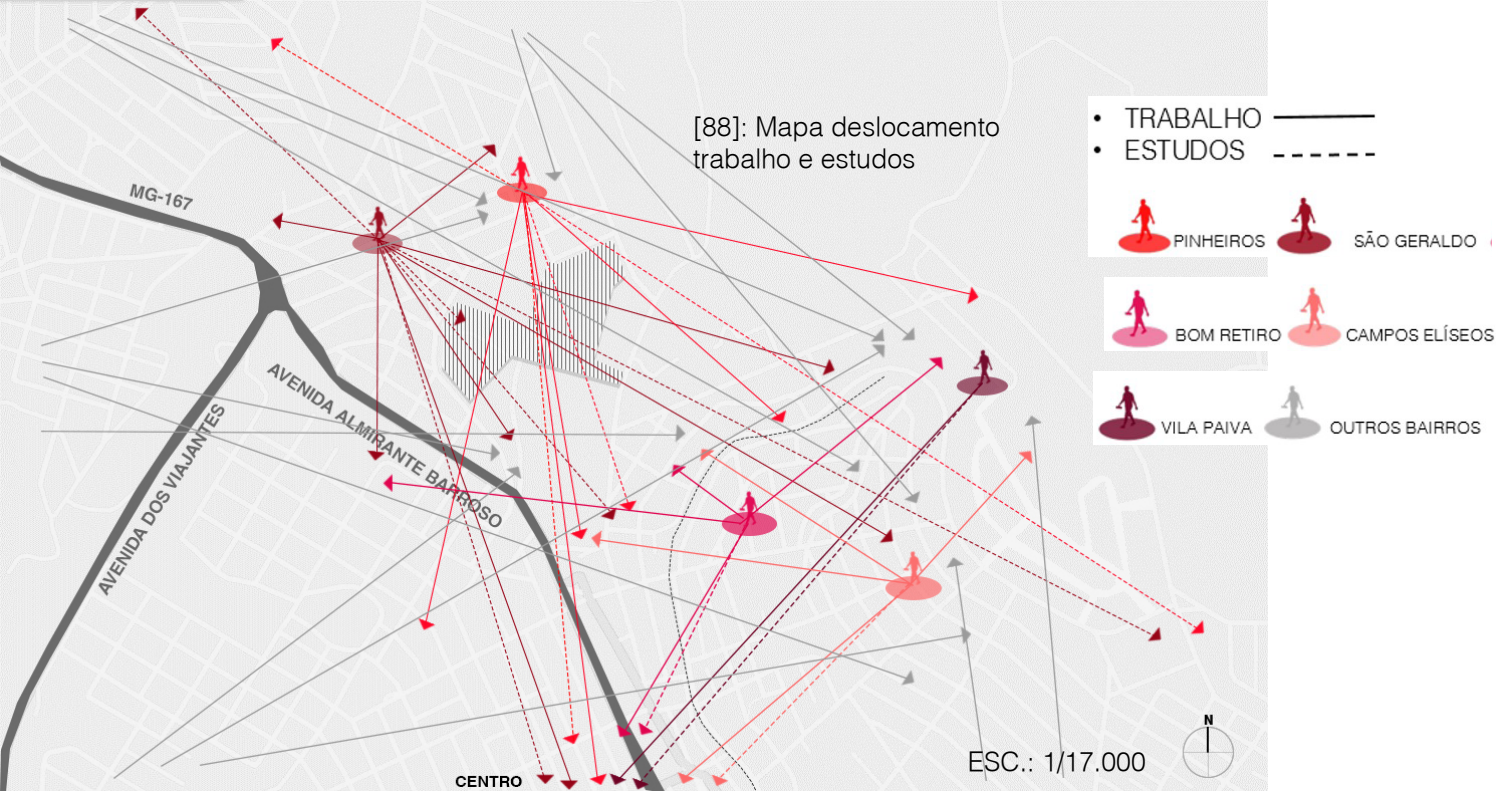 [88]: Mapa deslocamento
trabalho e estudos
• TRABALHO
• ESTUDOS
PINHEIROS
SÃO GERALDO
BOM RETIRO
CAMPOS ELÍSEOS
VILA PAIVA
OUTROS BAIRROS
MG-167
AVENIDA ALMIRANTE BARROSO
AVENIDA DOS VIAJANTES
CENTRO
ESC.: 1/17.000
N